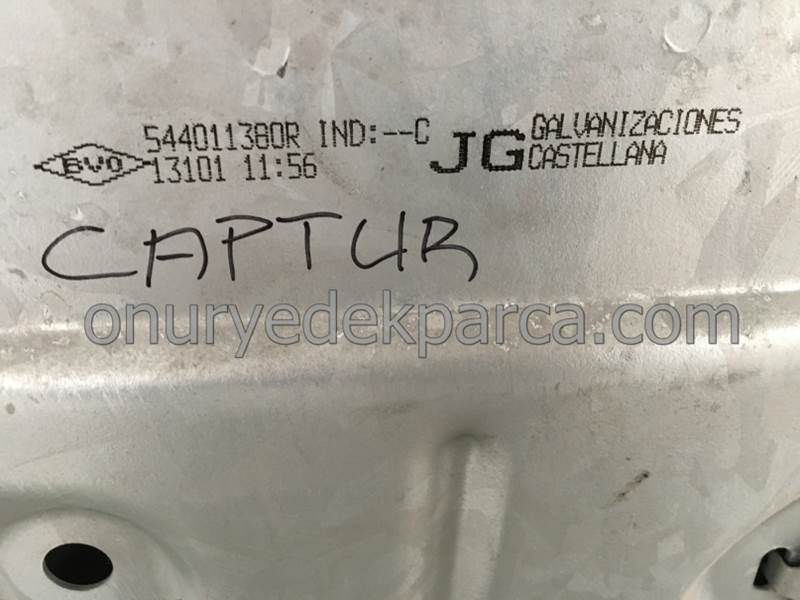 544011380R IND:--C
BVO
13101 11:56
JG
GALVANIZACIONES
CASTELLANA
CAPTUR
onuryedekparca.com